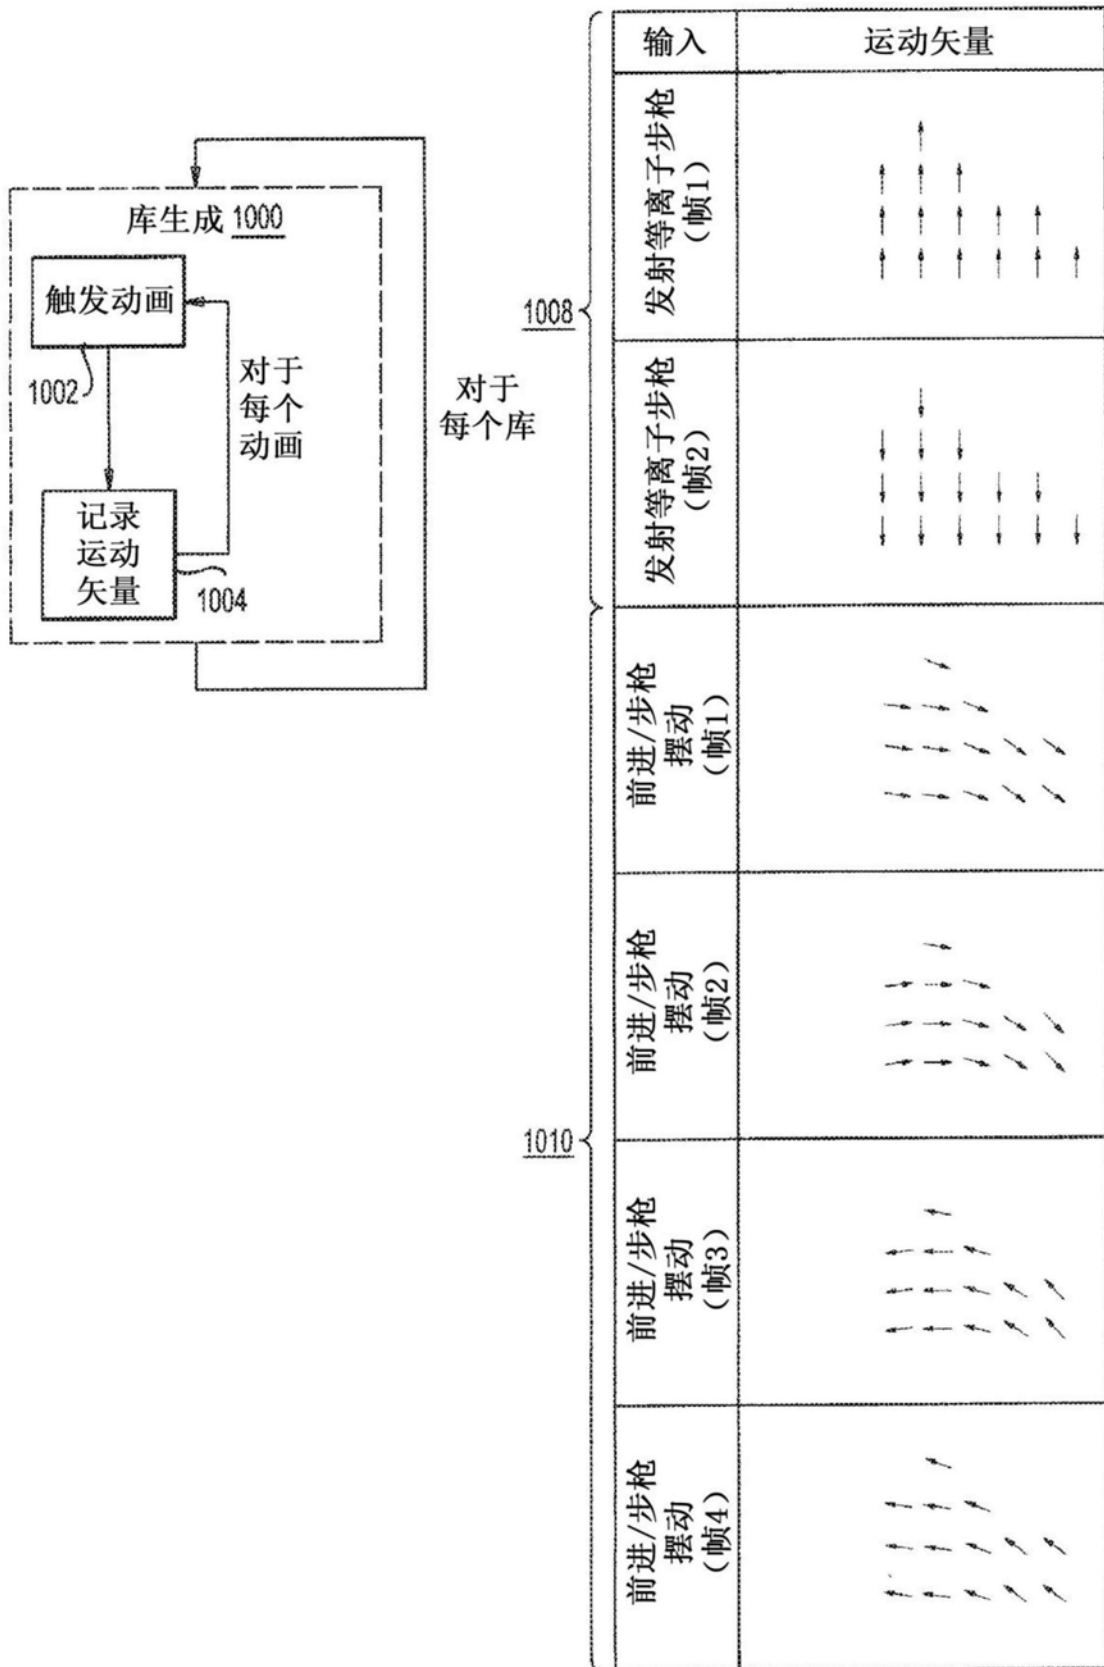 库生成 1000
触发动画
1002
对于
每个
动画
记录
运动
矢量
1004
对于
每个库
1008
1010
输入
运动矢量
发射等离子步枪
(帧1)
发射等离子步枪
(帧2)
前进/步枪
摆动
(帧1)
前进/步枪
摆动
(帧2)
前进/步枪
摆动
(帧3)
前进/步枪
摆动
(帧4)